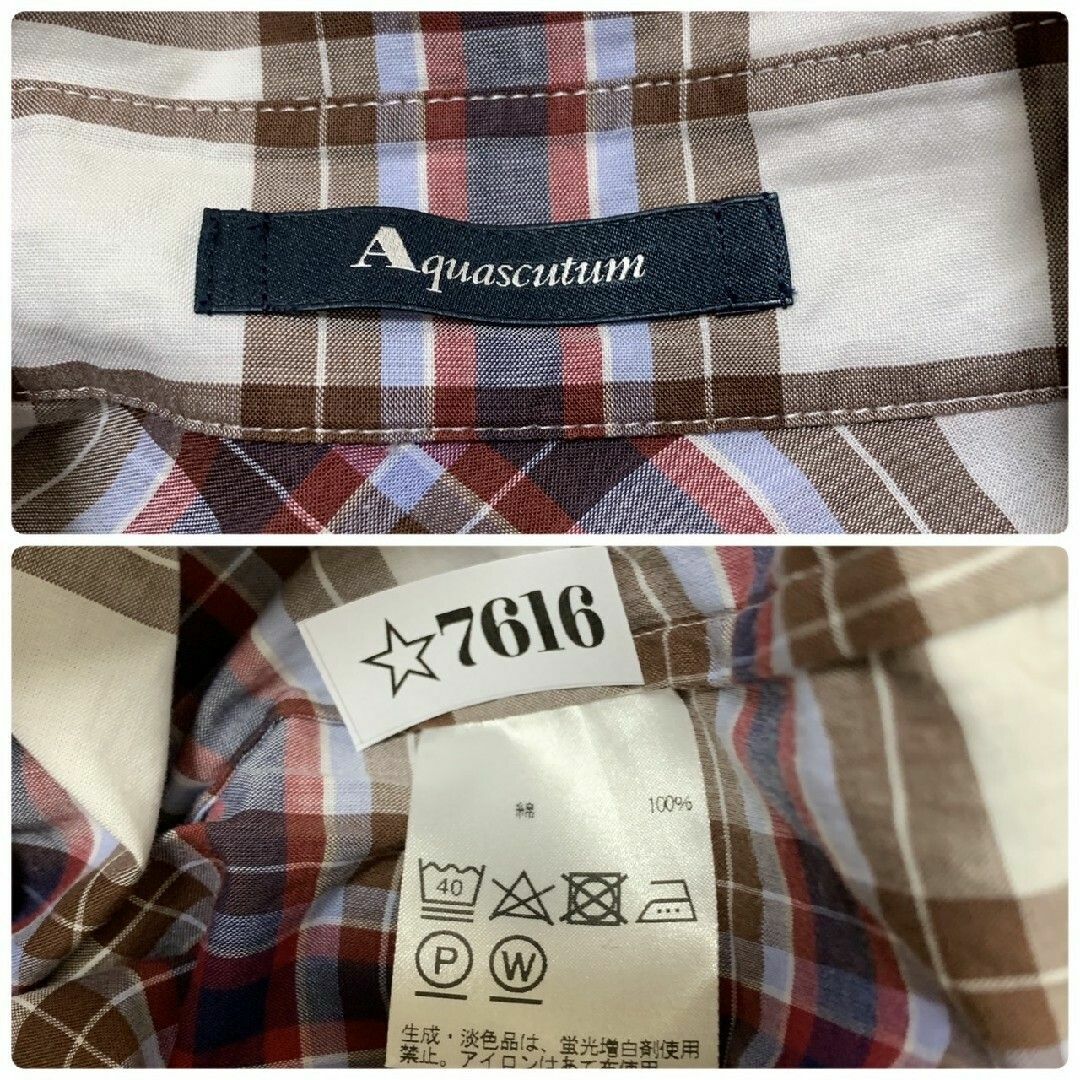 Aquascutum
☆7616
綿 100%
40
P W
生成・淡色品は、蛍光増白剤使用
禁止。アイロンはあて布使用